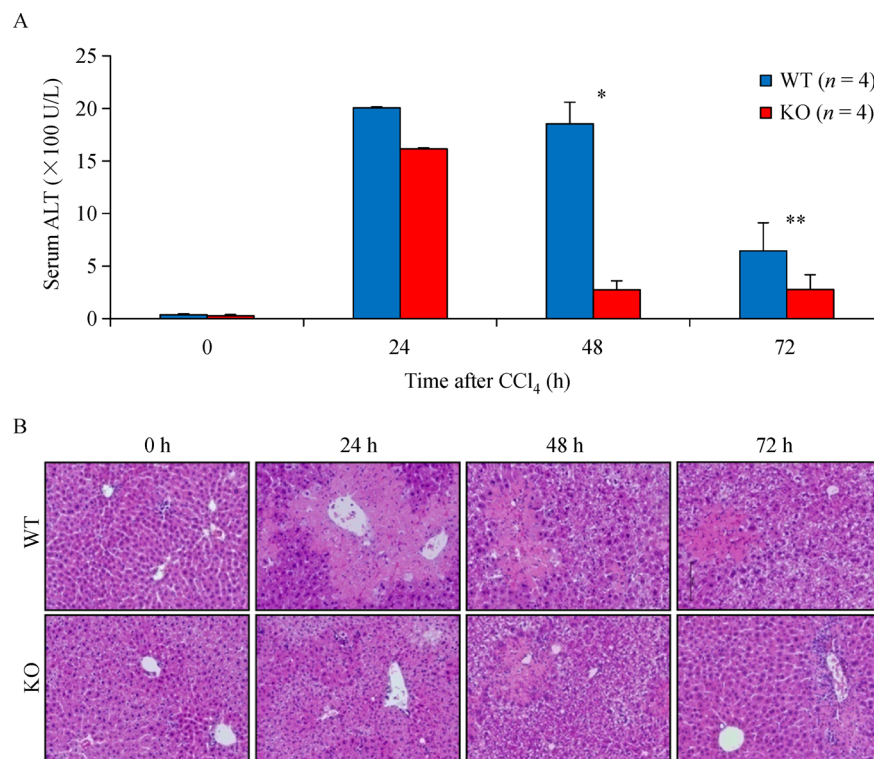 A
25
20
15
10
5
0
Serum ALT (×100 U/L)
WT (n = 4)
KO (n = 4)
*
**
0 24 48 72
Time after CCl₄ (h)
B
0 h 24 h 48 h 72 h
WT
KO